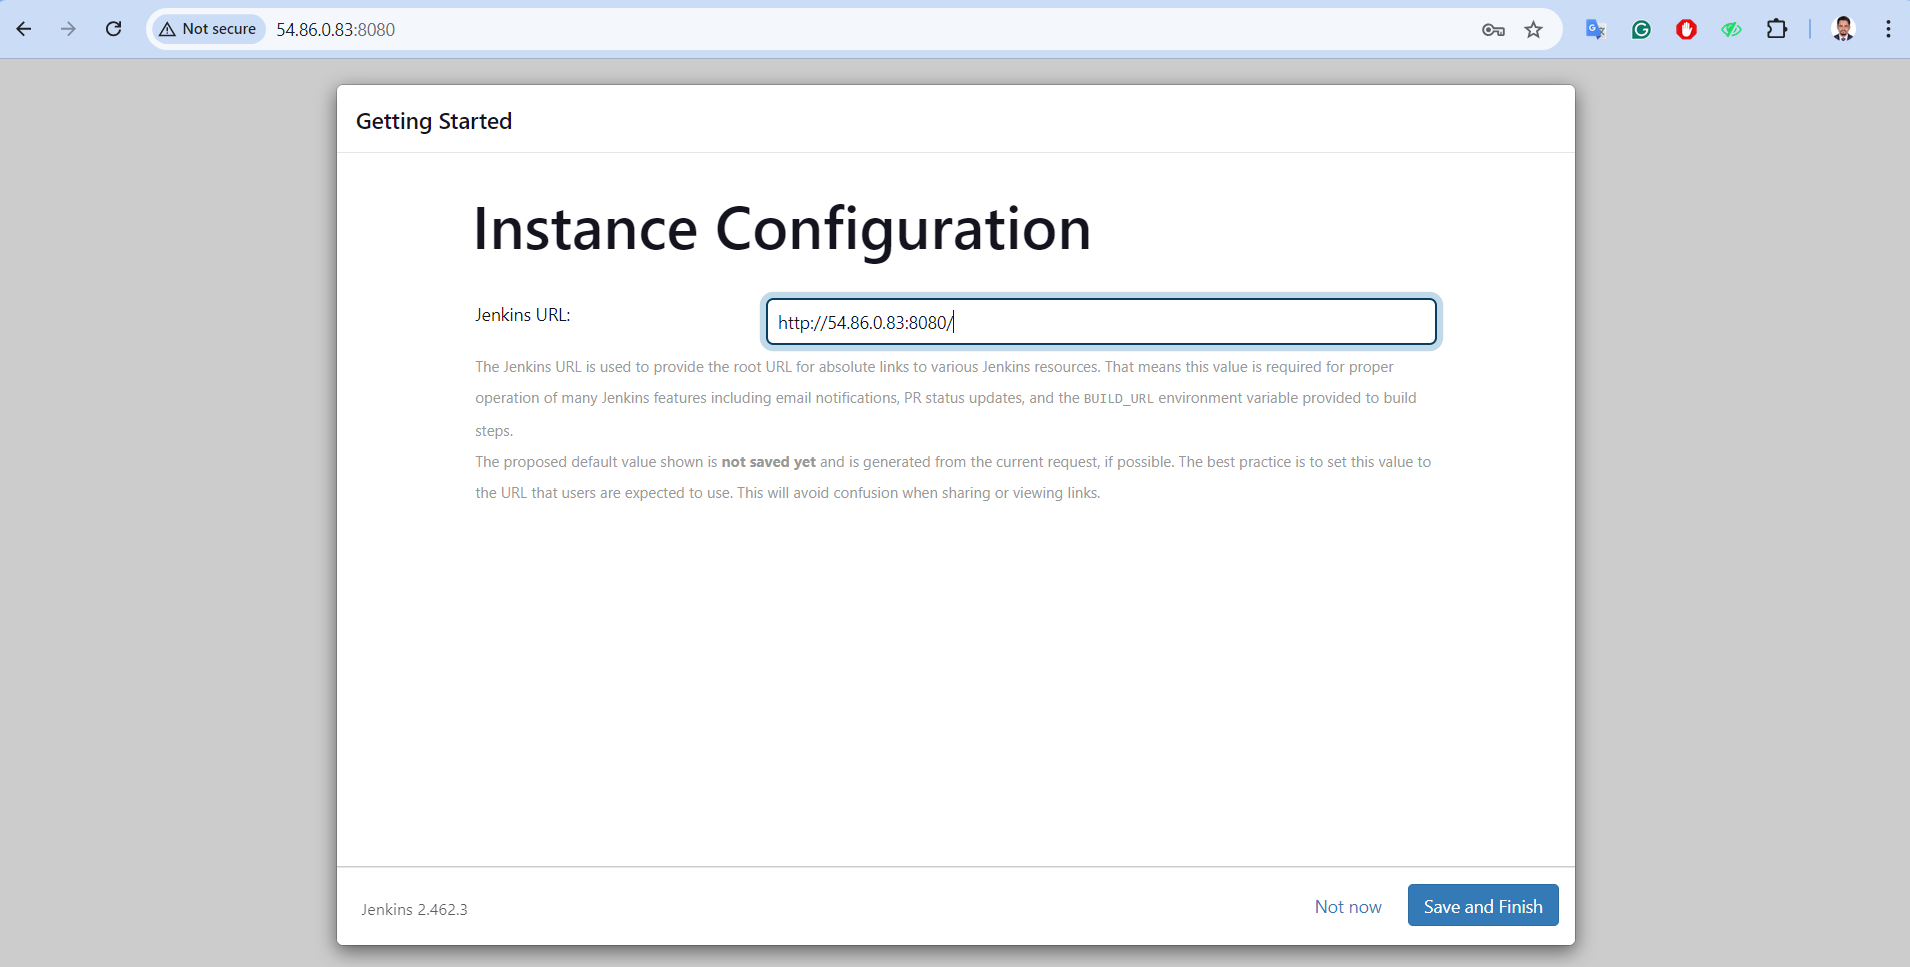 Not secure 54.86.0.83:8080
Getting Started
Instance Configuration
Jenkins URL: http://54.86.0.83:8080/
The Jenkins URL is used to provide the root URL for absolute links to various Jenkins resources. That means this value is required for proper
operation of many Jenkins features including email notifications, PR status updates, and the BUILD_URL environment variable provided to build
steps.
The proposed default value shown is not saved yet and is generated from the current request, if possible. The best practice is to set this value to
the URL that users are expected to use. This will avoid confusion when sharing or viewing links.
Jenkins 2.462.3 Not now Save and Finish